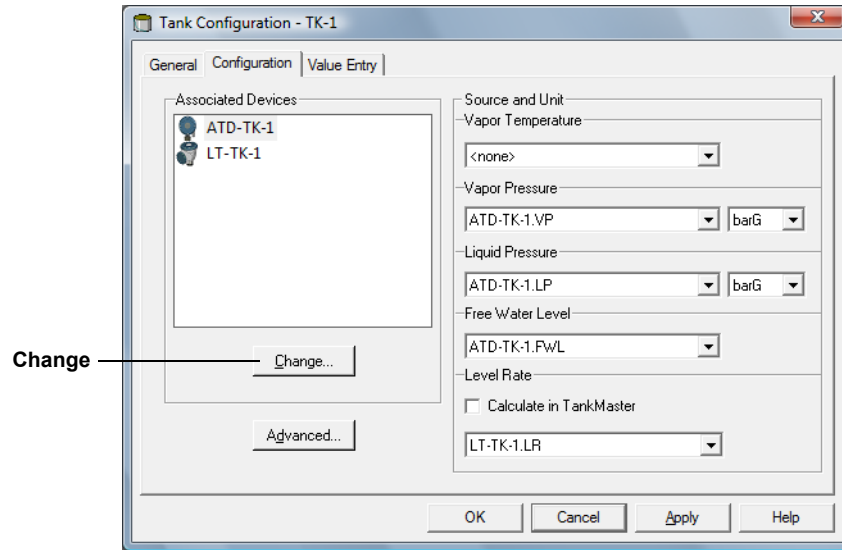 Tank Configuration - TK-1
General Configuration Value Entry
Associated Devices
ATD-TK-1
LT-TK-1
Change
Change...
Advanced...
Source and Unit
Vapor Temperature
<none>
Vapor Pressure
ATD-TK-1.VP barG
Liquid Pressure
ATD-TK-1.LP barG
Free Water Level
ATD-TK-1.FWL
Level Rate
Calculate in TankMaster
LT-TK-1.LR
OK Cancel Apply Help